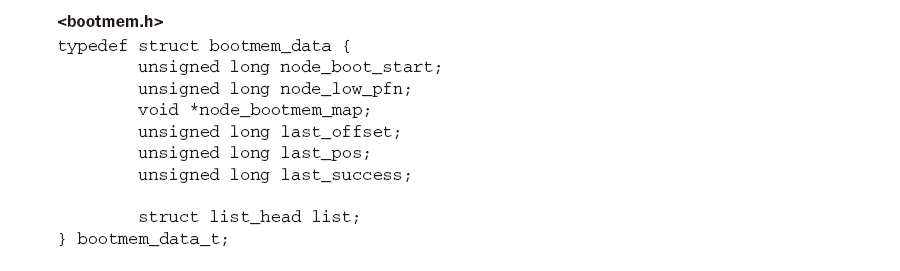 <bootmem.h>
typedef struct bootmem_data {
        unsigned long node_boot_start;
        unsigned long node_low_pfn;
        void *node_bootmem_map;
        unsigned long last_offset;
        unsigned long last_pos;
        unsigned long last_success;

        struct list_head list;
} bootmem_data_t;